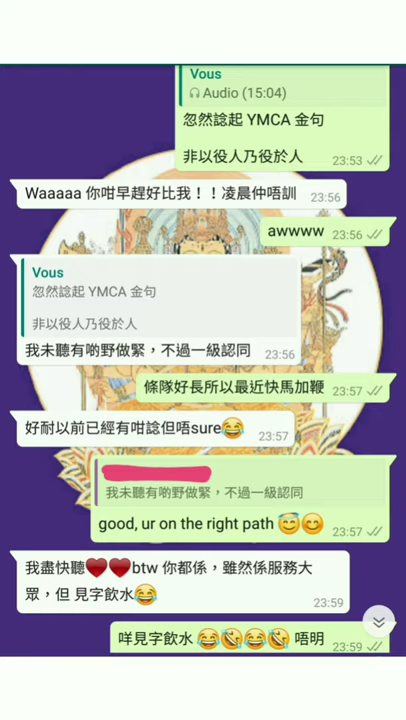 Vous
Audio (15:04)
忽然諗起 YMCA 金句
非以役人乃役於人
23:53
Waaaaa 你咁早趕好比我！！凌晨仲唔訓
23:56
awwww 23:56
Vous
忽然諗起 YMCA 金句
非以役人乃役於人
我未聽有啲野做緊，不過一級認同
23:56
條隊好長所以最近快馬加鞭 23:57
好耐以前已經有咁諗但唔sure😂
23:57
我未聽有啲野做緊，不過一級認同
good, ur on the right path 😇😊
23:57
我盡快聽♥️♥️btw 你都係，雖然係服務大
眾，但 見字飲水😂
23:59
咩見字飲水 😂🤣😂🤣 唔明
23:59